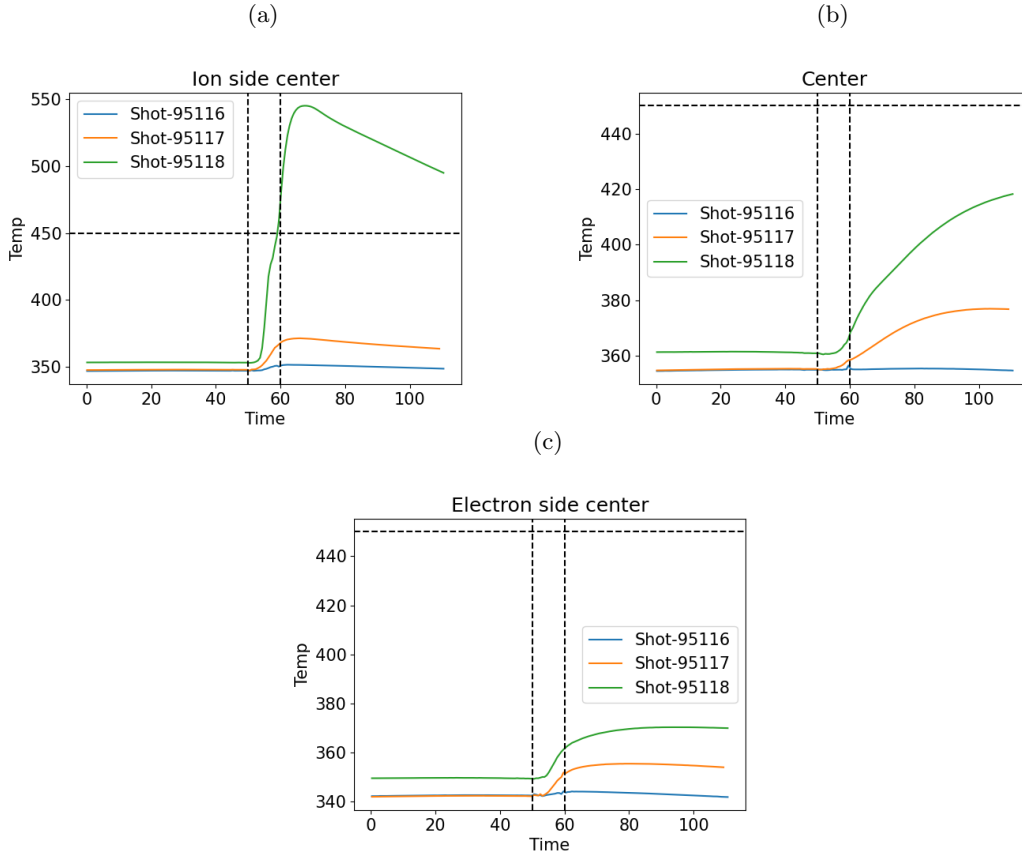 (a)
Ion side center
550
500
450
400
350
Temp
Shot-95116
Shot-95117
Shot-95118
0 20 40 60 80 100
Time
(b)
Center
440
420
400
380
360
Temp
Shot-95116
Shot-95117
Shot-95118
0 20 40 60 80 100
Time
(c)
Electron side center
440
420
400
380
360
340
Temp
Shot-95116
Shot-95117
Shot-95118
0 20 40 60 80 100
Time